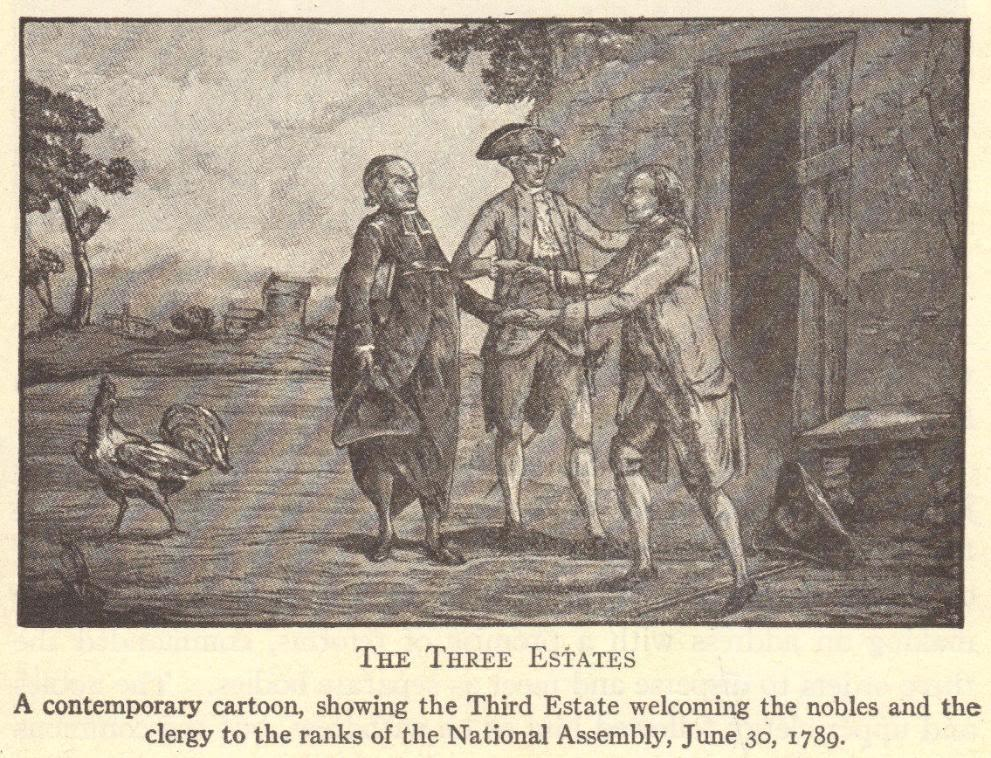 THE THREE ESTATES
A contemporary cartoon, showing the Third Estate welcoming the nobles and the
clergy to the ranks of the National Assembly, June 30, 1789.